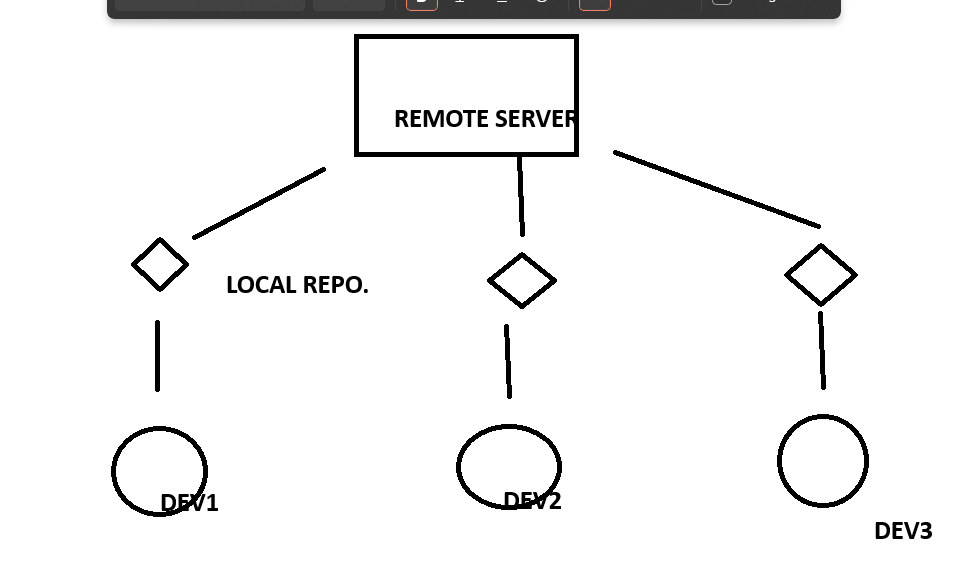 REMOTE SERVER
LOCAL REPO.
DEV1
DEV2
DEV3